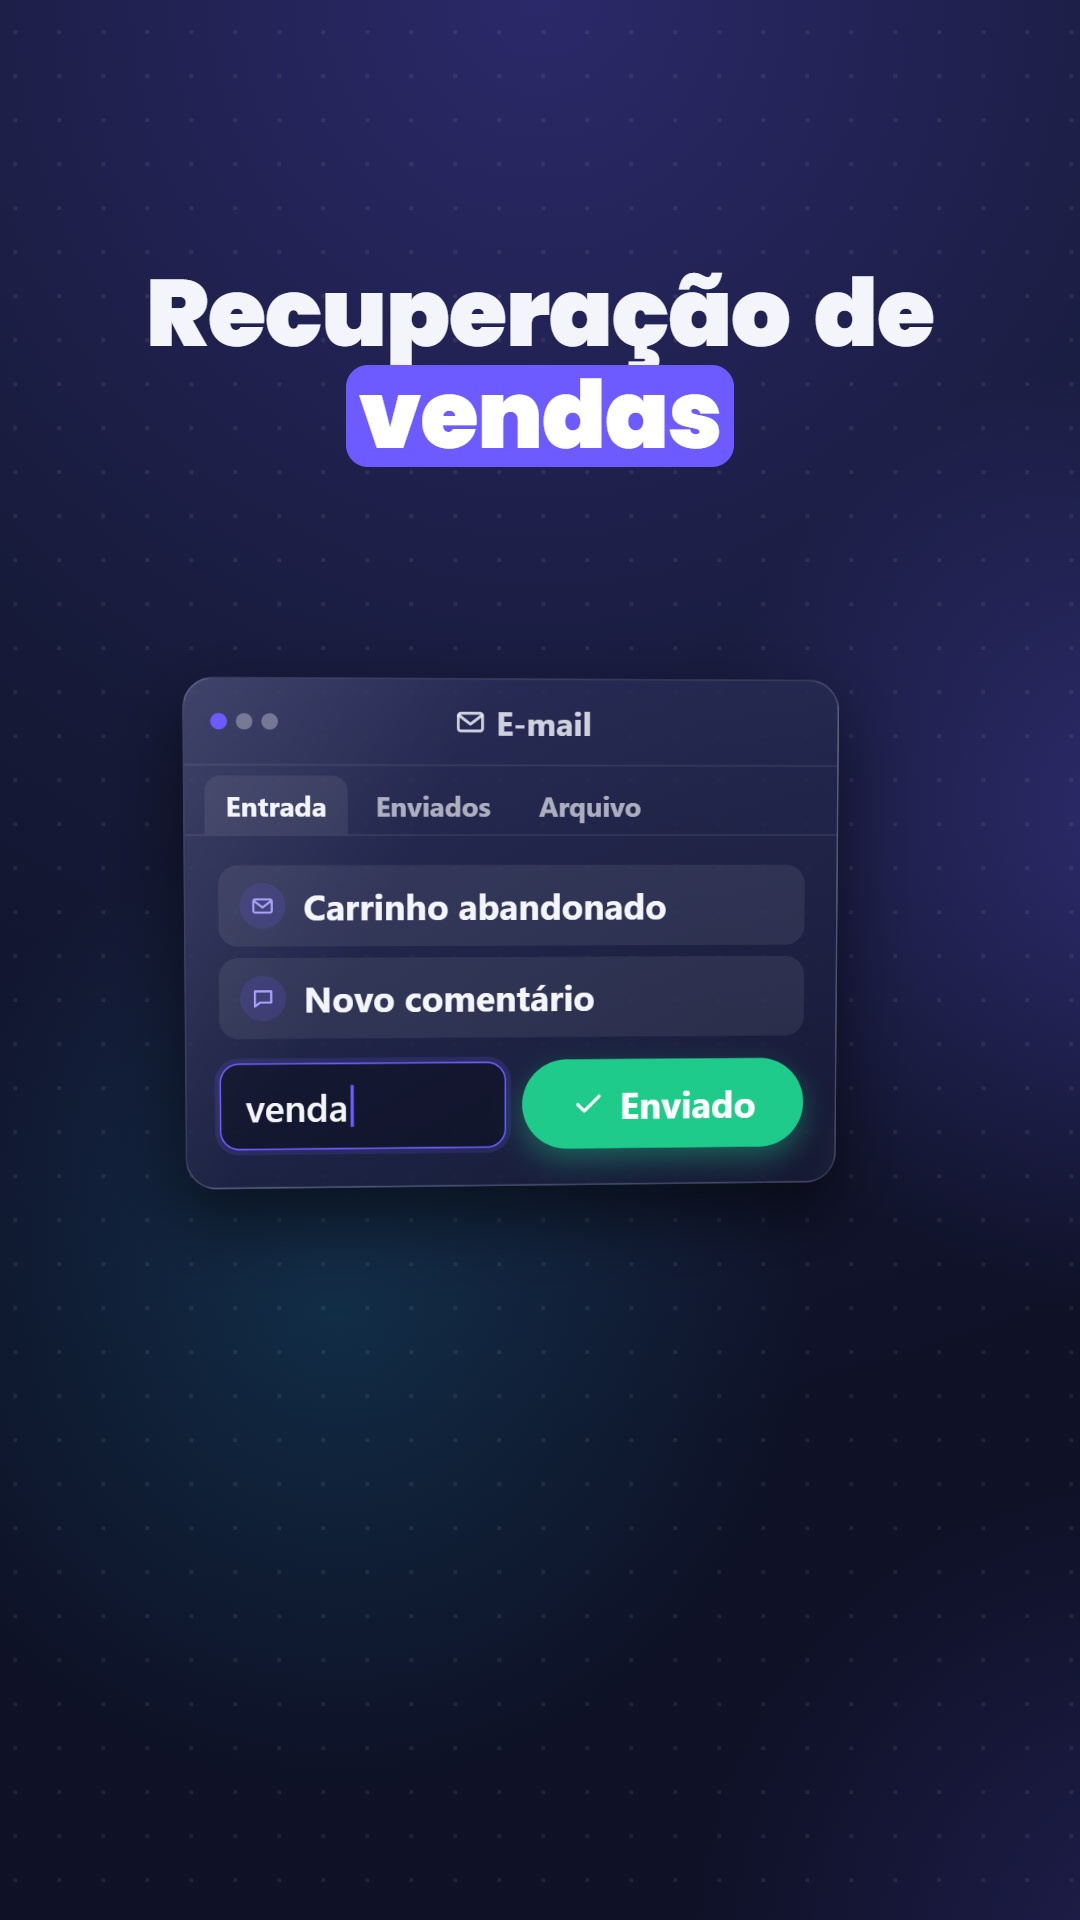 Recuperação de
vendas
E-mail
Entrada Enviados Arquivo
Carrinho abandonado
Novo comentário
venda
Enviado